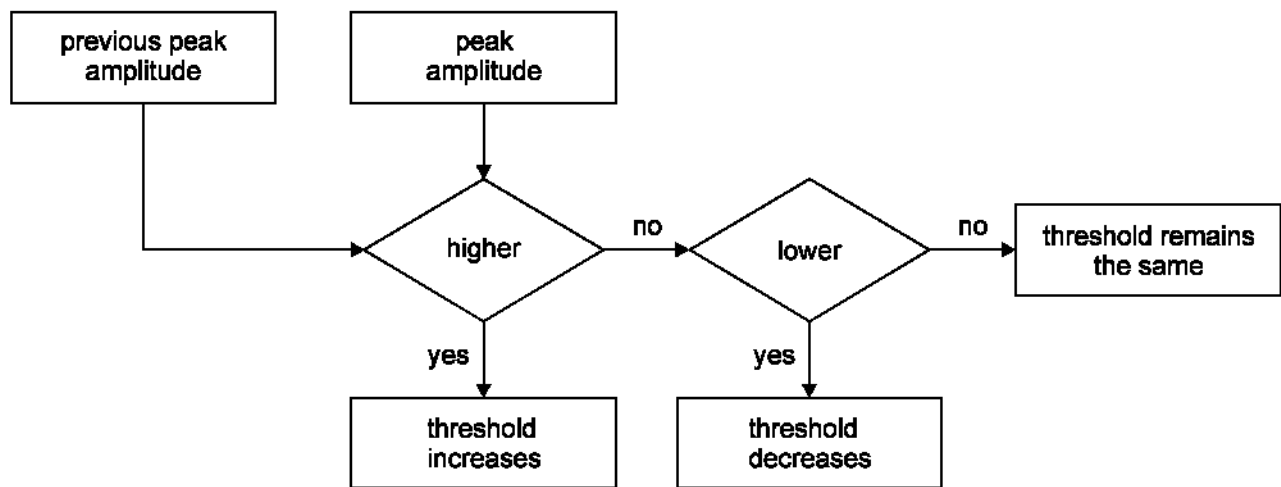 previous peak
amplitude
peak
amplitude
higher
no
lower
no
threshold remains
the same
yes
yes
threshold
increases
threshold
decreases